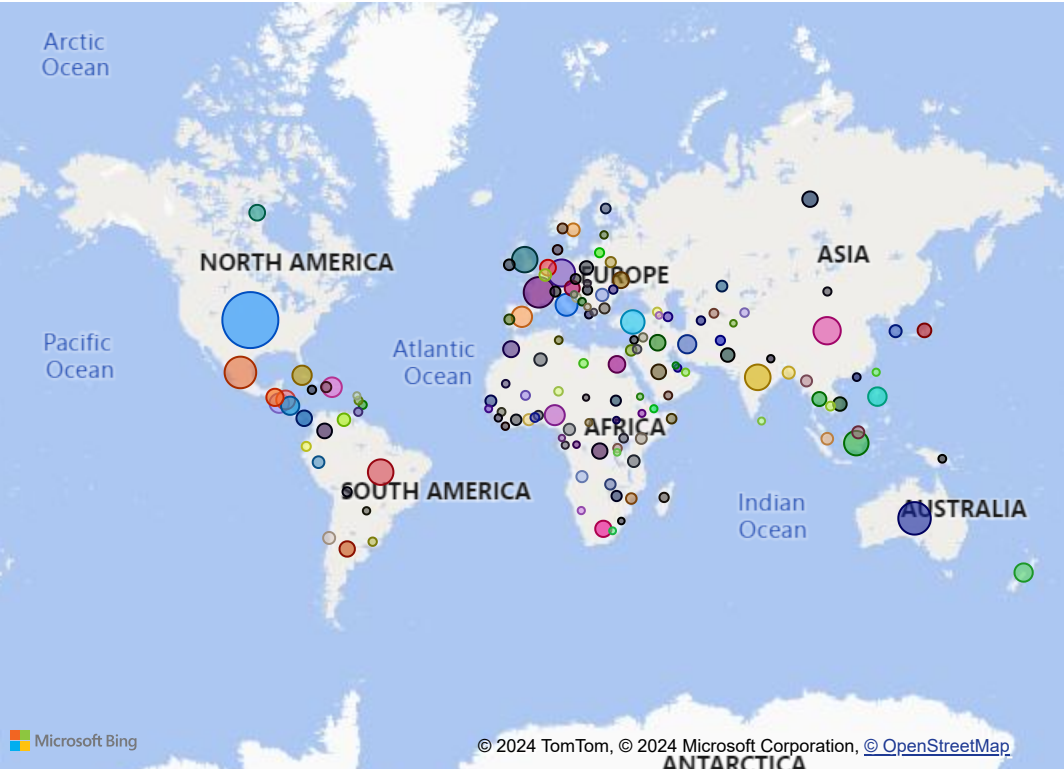 Arctic
Ocean
NORTH AMERICA
ASIA
EUROPE
Pacific
Ocean
Atlantic
Ocean
AFRICA
SOUTH AMERICA
Indian
Ocean
AUSTRALIA
Microsoft Bing
© 2024 TomTom, © 2024 Microsoft Corporation, © OpenStreetMap
ANTARCTICA